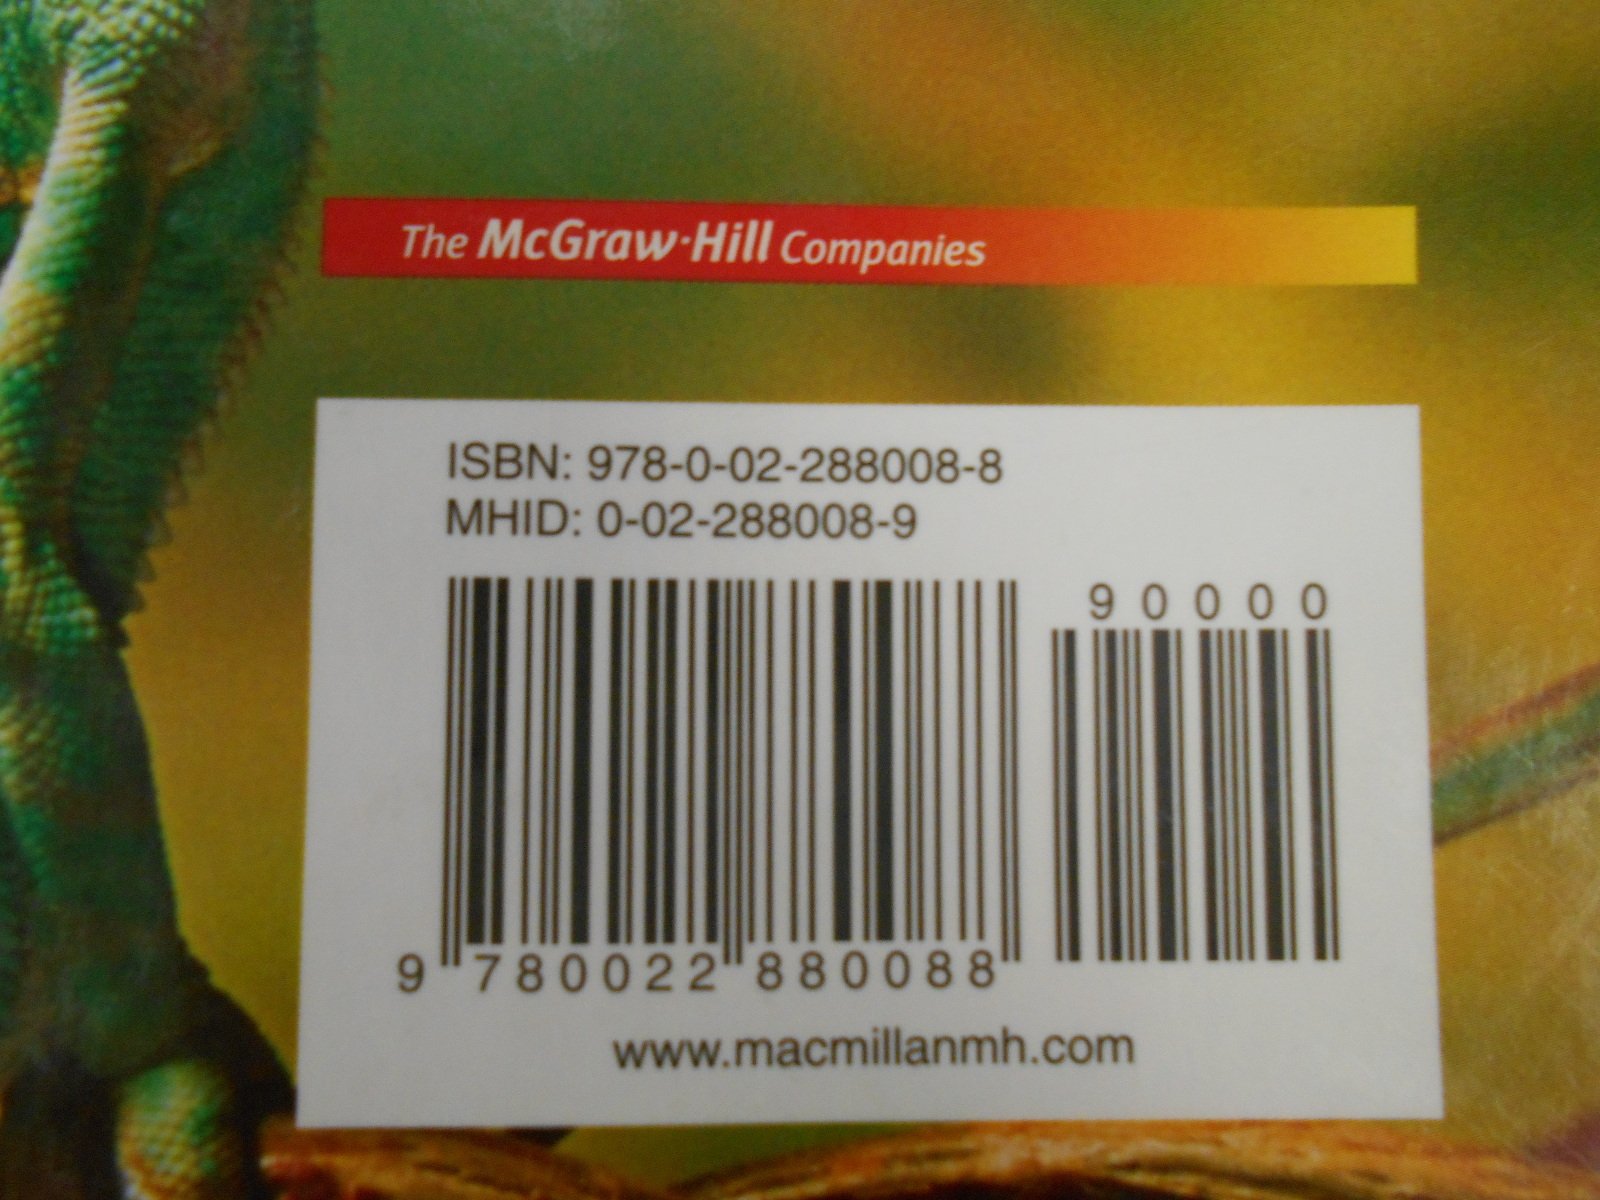 The McGraw·Hill Companies
ISBN: 978-0-02-288008-8
MHID: 0-02-288008-9
90000
9 780022 880088
www.macmillanmh.com